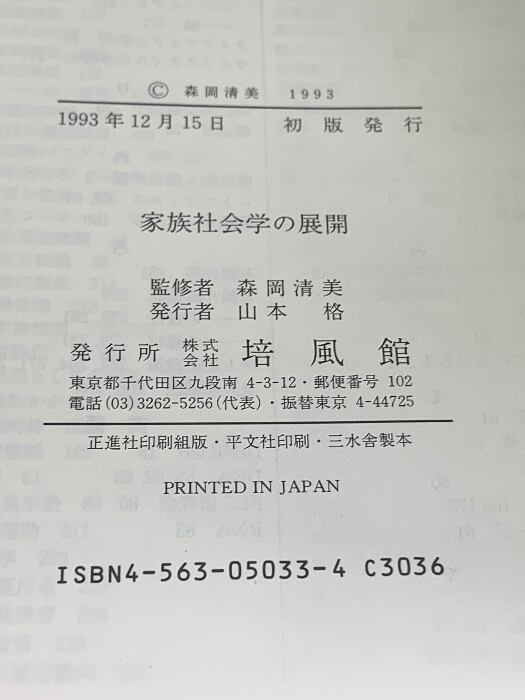 © 森岡清美 1993
1993年12月15日 初版発行
家族社会学の展開
監修者 森岡清美
発行者 山本 格
発行所 株式会社 培風館
東京都千代田区九段南 4-3-12・郵便番号 102
電話(03)3262-5256(代表)・振替東京 4-44725
正進社印刷組版・平文社印刷・三水舎製本
PRINTED IN JAPAN
ISBN4-563-05033-4 C3036